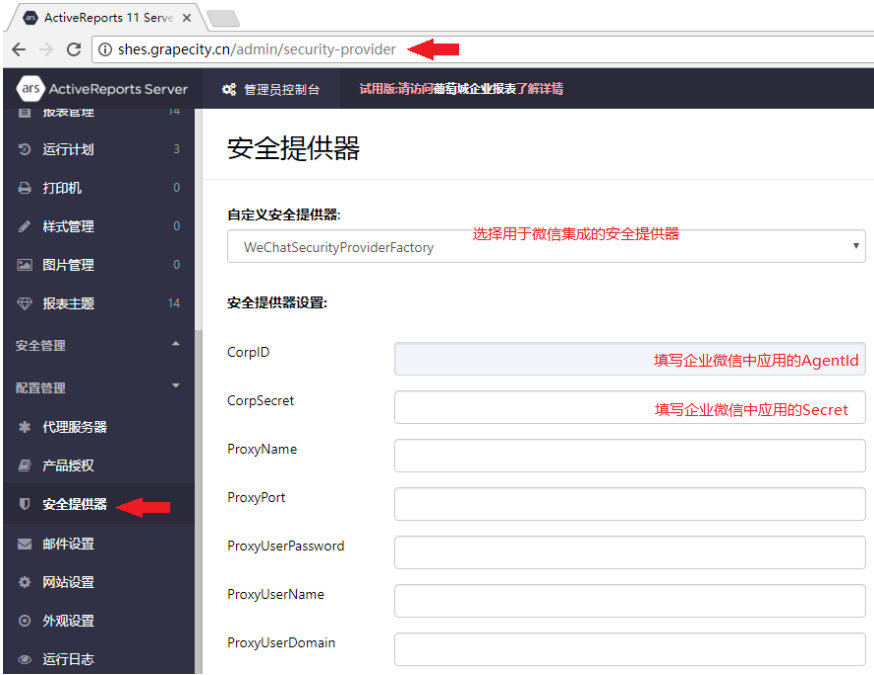 ars ActiveReports 11 Serve ×
shes.grapecity.cn/admin/security-provider
ars ActiveReports Server
管理员控制台
试用版:请访问葡萄城企业报表了解详情
报表管理 14
运行计划 3
打印机 0
样式管理 0
图片管理 0
报表主题 14
安全管理
配置管理
代理服务器
产品授权
安全提供器
邮件设置
网站设置
外观设置
运行日志
安全提供器
自定义安全提供器:
选择用于微信集成的安全提供器
WeChatSecurityProviderFactory
安全提供器设置:
CorpID
填写企业微信中应用的AgentId
CorpSecret
填写企业微信中应用的Secret
ProxyName
ProxyPort
ProxyUserPassword
ProxyUserName
ProxyUserDomain